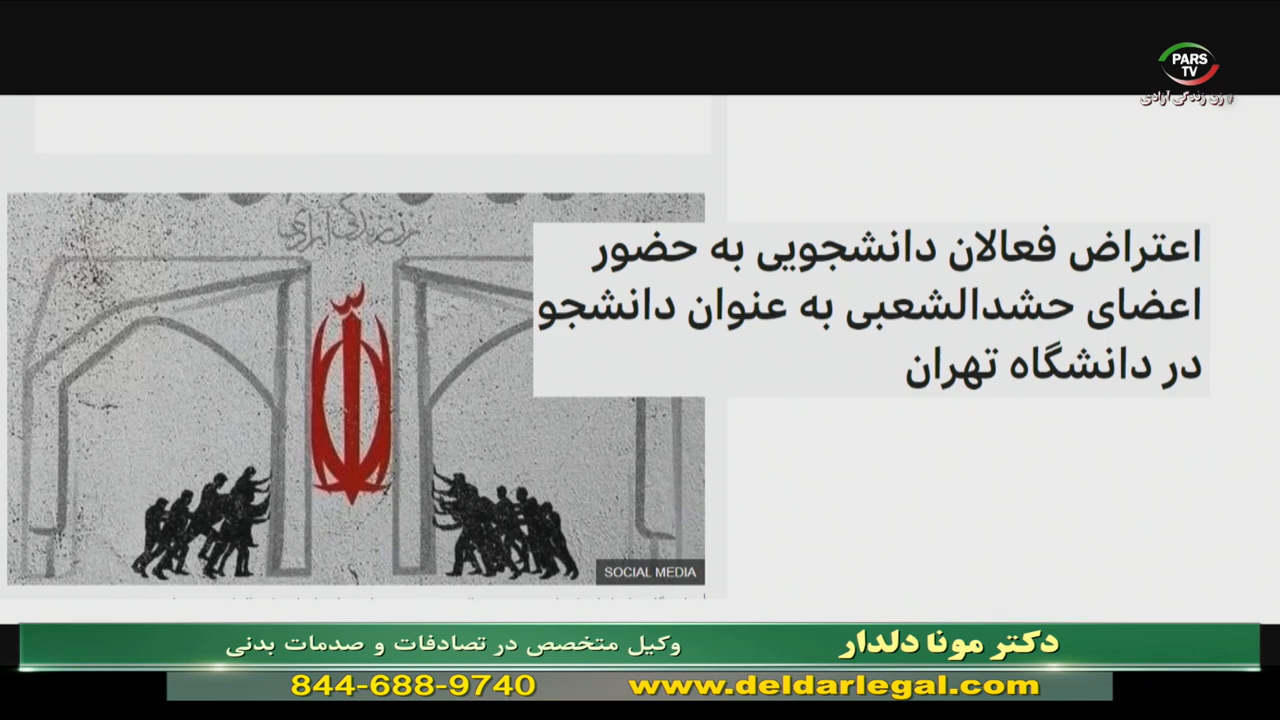 PARS
TV
#زن زندگی آزادی
زن زندگی آزادی
اعتراض فعالان دانشجویی به حضور
اعضای حشدالشعبی به عنوان دانشجو
در دانشگاه تهران
SOCIAL MEDIA
دکتر مونا دلدار
وکیل متخصص در تصادفات و صدمات بدنی
844-688-9740
www.deldarlegal.com